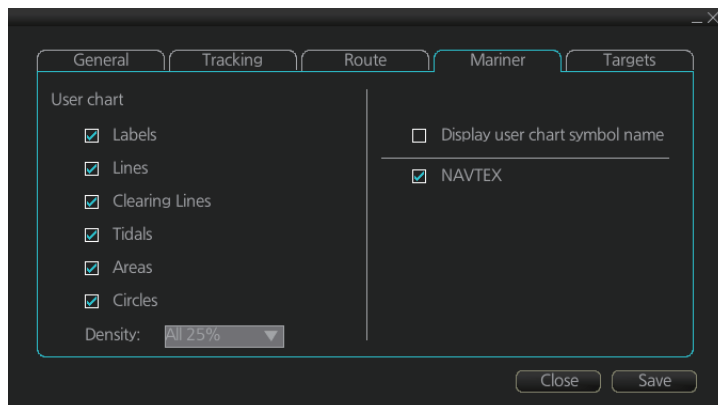 General
Tracking
Route
Mariner
Targets
User chart
Labels
Lines
Clearing Lines
Tidals
Areas
Circles
Density: All 25%
Display user chart symbol name
NAVTEX
Close
Save